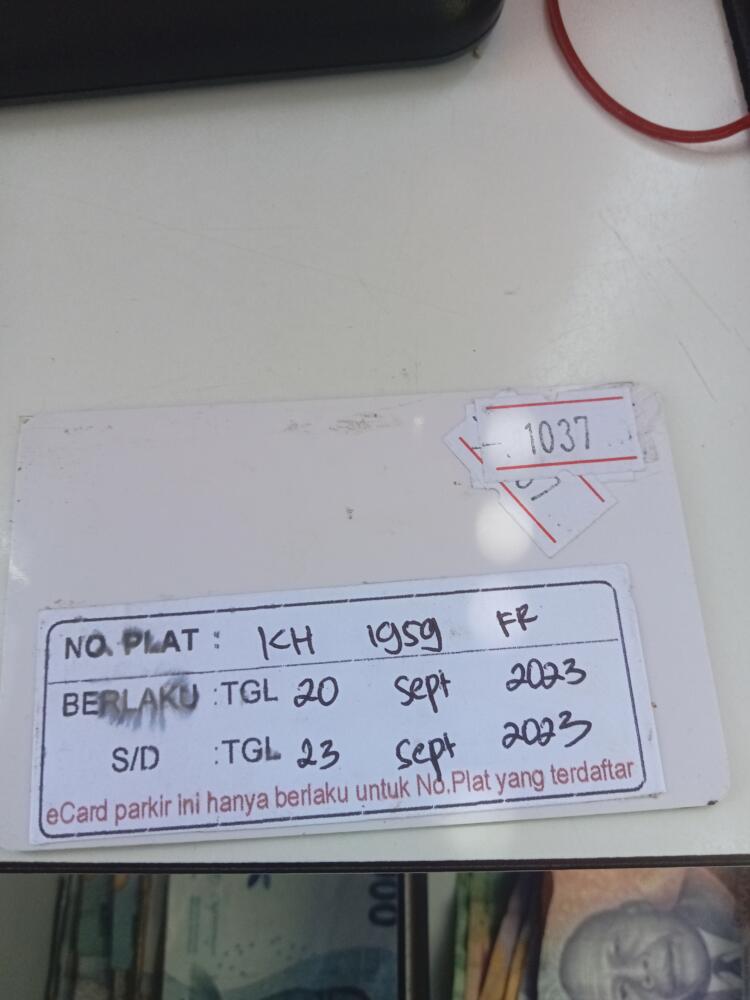 1037
NO. PLAT : KH 1959 FR
BERLAKU : TGL 20 Sept 2023
S/D : TGL 23 Sept 2023
eCard parkir ini hanya berlaku untuk No.Plat yang terdaftar
00